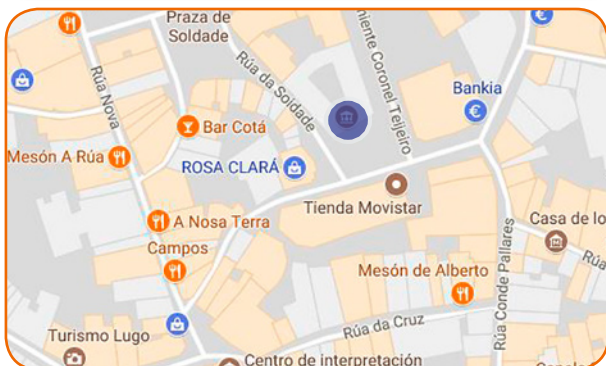 Praza de
Soldade
Rúa Nova
Rúa da Soidade
niente Coronel Teijeiro
Bankia
Bar Cotá
Mesón A Rúa
ROSA CLARÁ
Tienda Movistar
A Nosa Terra
Campos
Casa de lo
Rúa
Mesón de Alberto
Rúa Conde Pallares
Rúa da Cruz
Turismo Lugo
Centro de interpretación